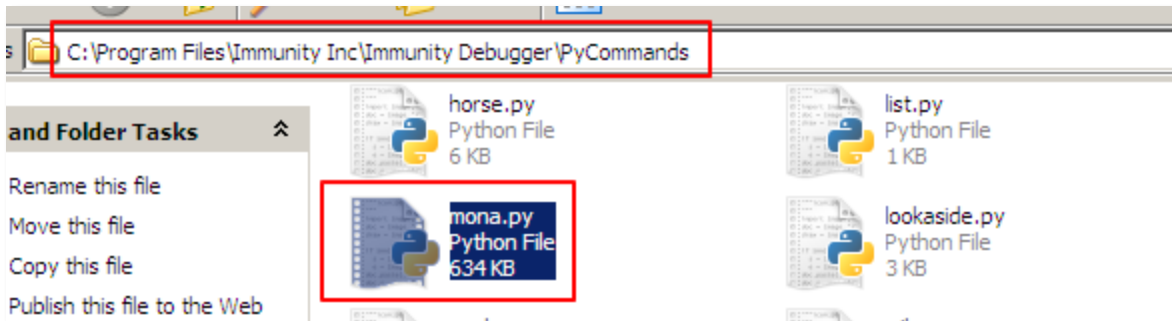 C:\Program Files\Immunity Inc\Immunity Debugger\PyCommands
and Folder Tasks
Rename this file
Move this file
Copy this file
Publish this file to the Web
horse.py
Python File
6 KB
list.py
Python File
1 KB
mona.py
Python File
634 KB
lookaside.py
Python File
3 KB